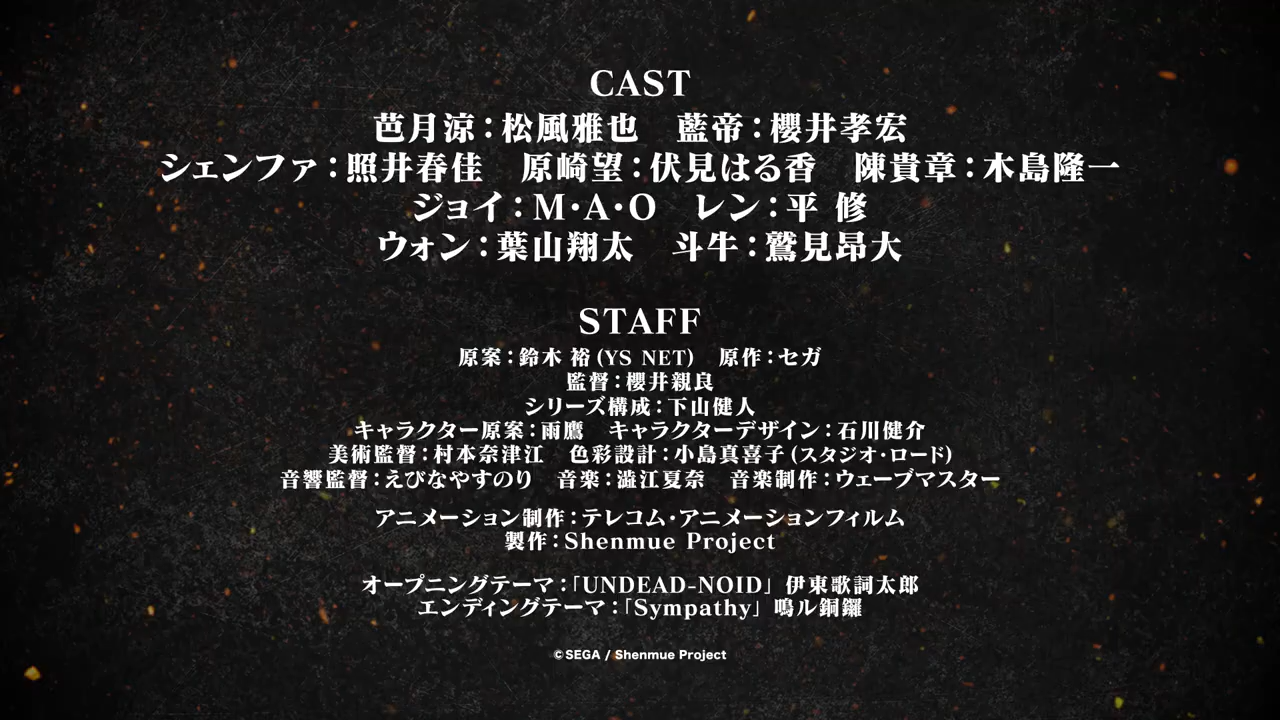 CAST
芭月涼：松風雅也　藍帝：櫻井孝宏
シェンファ：照井春佳　原崎望：伏見はる香　陳貴章：木島隆一
ジョイ：M・A・O　レン：平 修
ウォン：葉山翔太　斗牛：鷲見昂大
STAFF
原案：鈴木 裕（YS NET）　原作：セガ
監督：櫻井親良
シリーズ構成：下山健人
キャラクター原案：雨鷹　キャラクターデザイン：石川健介
美術監督：村本奈津江　色彩設計：小島真喜子（スタジオ・ロード）
音響監督：えびなやすのり　音楽：澁江夏奈　音楽制作：ウェーブマスター
アニメーション制作：テレコム・アニメーションフィルム
製作：Shenmue Project
オープニングテーマ：「UNDEAD-NOID」伊東歌詞太郎
エンディングテーマ：「Sympathy」鳴ル銅鑼
©SEGA / Shenmue Project